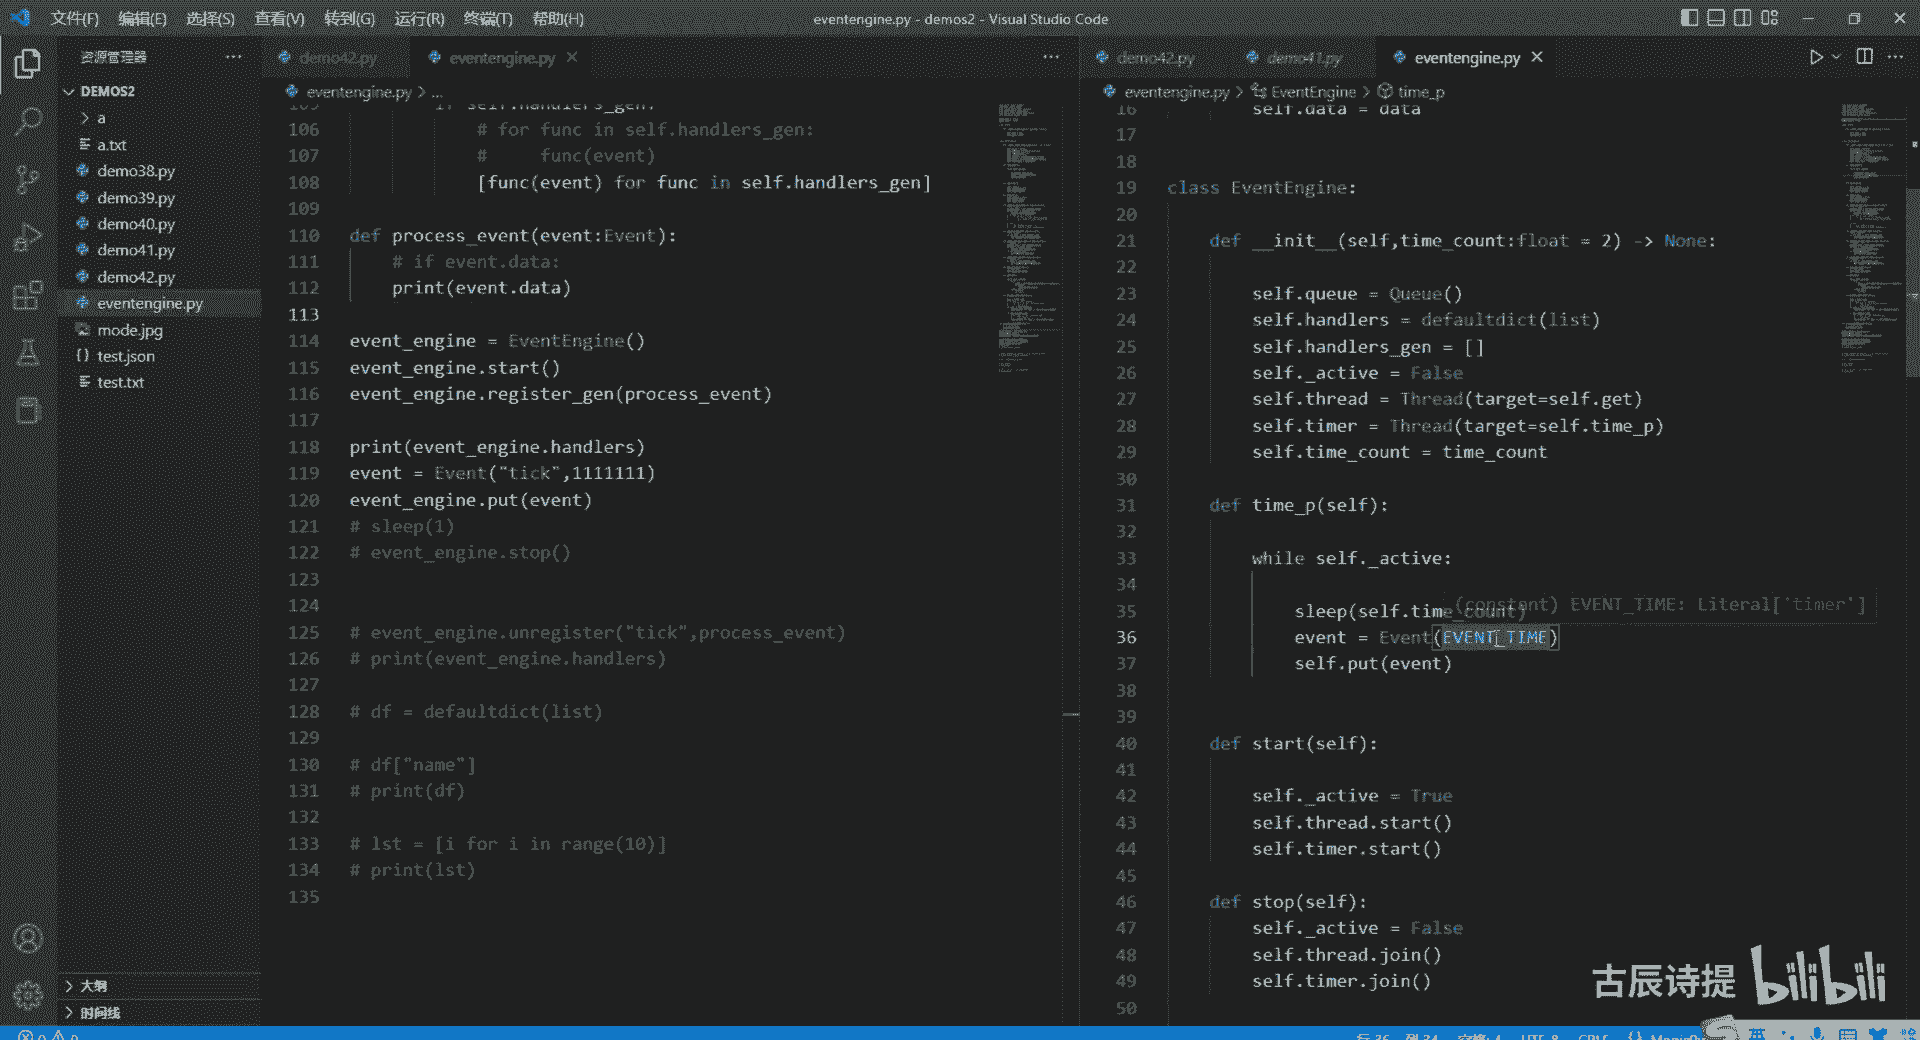 文件(F) 编辑(E) 选择(S) 查看(V) 转到(G) 运行(R) 终端(T) 帮助(H)
eventengine.py - demos2 - Visual Studio Code
资源管理器
DEMOS2
a
a.txt
demo38.py
demo39.py
demo40.py
demo41.py
demo42.py
eventengine.py
mode.jpg
test.json
test.txt
大纲
时间线
demo42.py eventengine.py
eventengine.py > ...
105 if self.handlers_gen:
106 # for func in self.handlers_gen:
107 #     func(event)
108 [func(event) for func in self.handlers_gen]
109
110 def process_event(event:Event):
111 # if event.data:
112 print(event.data)
113
114 event_engine = EventEngine()
115 event_engine.start()
116 event_engine.register_gen(process_event)
117
118 print(event_engine.handlers)
119 event = Event("tick",1111111)
120 event_engine.put(event)
121 # sleep(1)
122 # event_engine.stop()
123
124
125 # event_engine.unregister("tick",process_event)
126 # print(event_engine.handlers)
127
128 # df = defaultdict(list)
129
130 # df["name"]
131 # print(df)
132
133 # lst = [i for i in range(10)]
134 # print(lst)
135
demo42.py demo41.py eventengine.py
eventengine.py > EventEngine > time_p
16 self.data = data
17
18
19 class EventEngine:
20
21 def __init__(self,time_count:float = 2) -> None:
22
23 self.queue = Queue()
24 self.handlers = defaultdict(list)
25 self.handlers_gen = []
26 self._active = False
27 self.thread = Thread(target=self.get)
28 self.timer = Thread(target=self.time_p)
29 self.time_count = time_count
30
31 def time_p(self):
32
33 while self._active:
34
(constant) EVENT_TIME: Literal['timer']
35 sleep(self.time_count)
36 event = Event(EVENT_TIME)
37 self.put(event)
38
39
40 def start(self):
41
42 self._active = True
43 self.thread.start()
44 self.timer.start()
45
46 def stop(self):
47 self._active = False
48 self.thread.join()
49 self.timer.join()
50
古辰诗提 bilibili